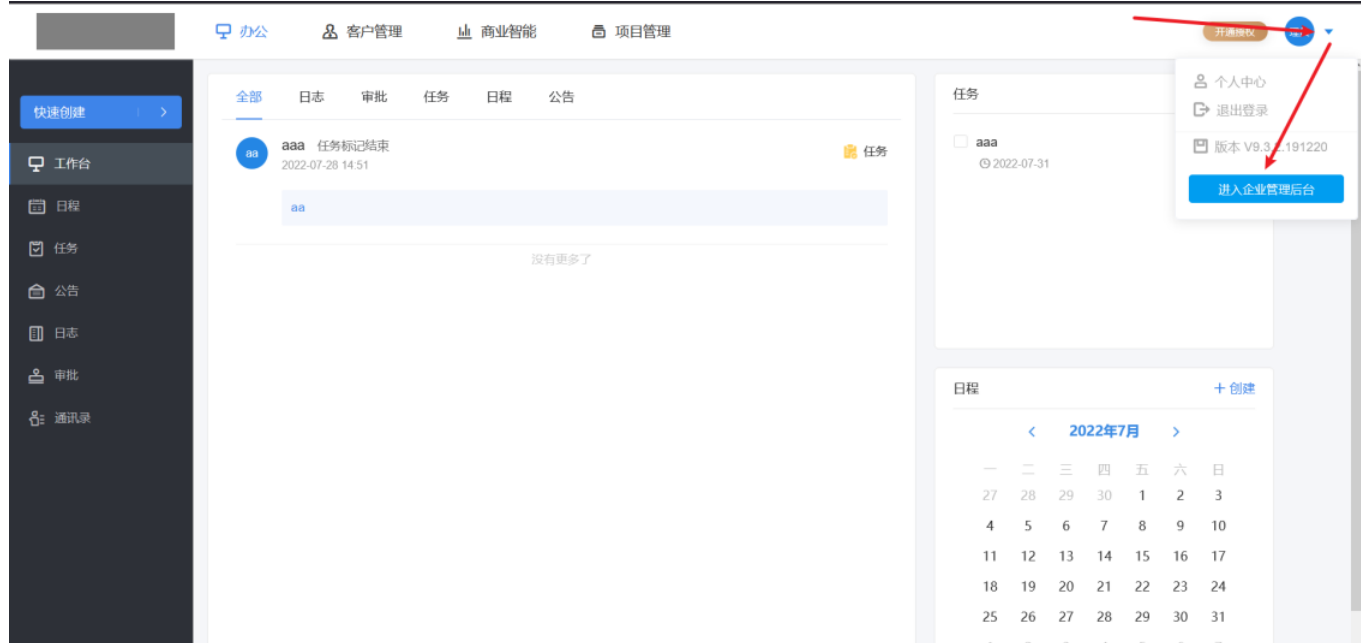 办公 客户管理 商业智能 项目管理 开通授权
快速创建
工作台
日程
任务
公告
日志
审批
通讯录
全部 日志 审批 任务 日程 公告
aa aaa 任务标记结束 任务
2022-07-28 14:51
aa
没有更多了
任务
aaa
2022-07-31
个人中心
退出登录
版本 V9.3.2.191220
进入企业管理后台
日程 创建
2022年7月
一 二 三 四 五 六 日
27 28 29 30 1 2 3
4 5 6 7 8 9 10
11 12 13 14 15 16 17
18 19 20 21 22 23 24
25 26 27 28 29 30 31